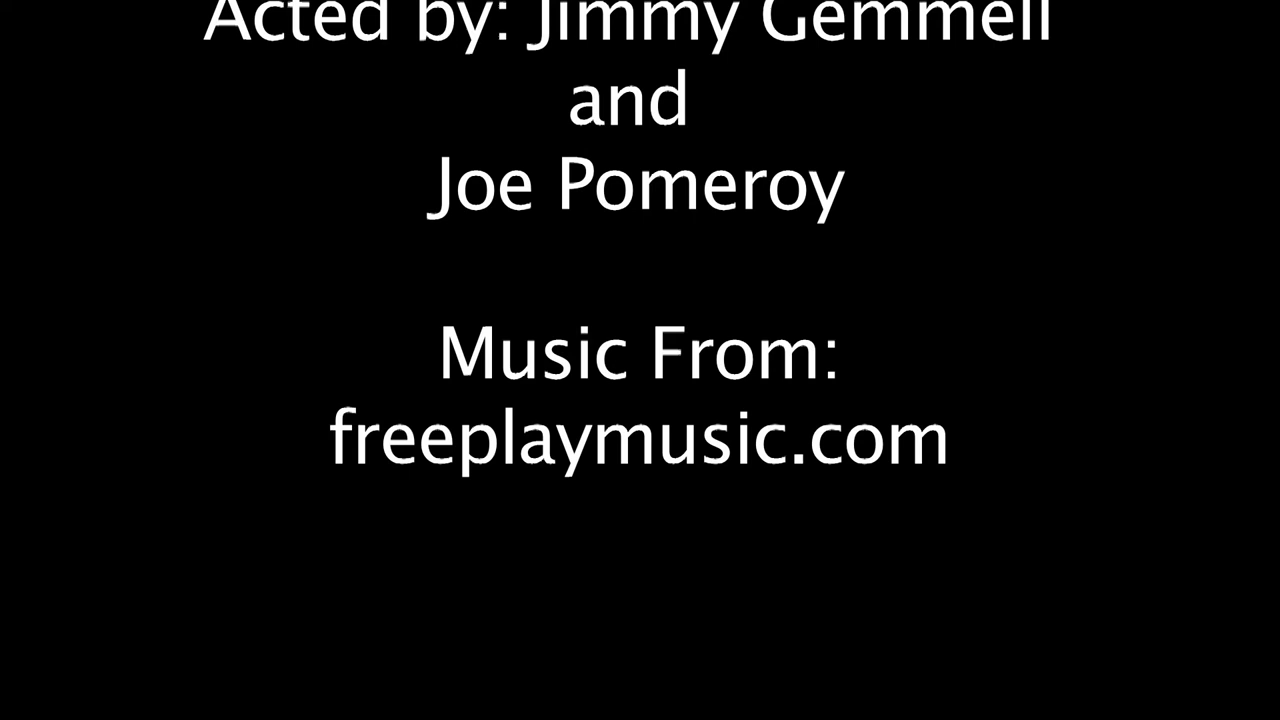 Acted by: Jimmy Gemmell
and
Joe Pomeroy
Music From:
freeplaymusic.com